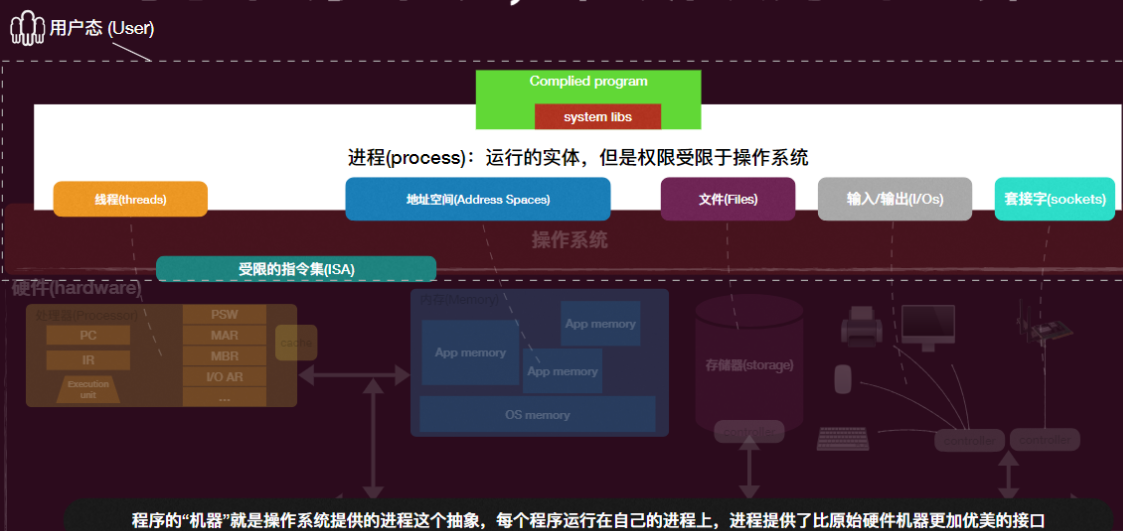 用户态 (User)
Complied program
system libs
进程(process)：运行的实体，但是权限受限于操作系统
线程(threads)
地址空间(Address Spaces)
文件(Files)
输入/输出(I/Os)
套接字(sockets)
操作系统
受限的指令集(ISA)
硬件(hardware)
处理器(Processor)
内存(Memory)
PC
IR
Execution
unit
PSW
MAR
MBR
I/O AR
....
cache
App memory
App memory
App memory
OS memory
存储器(storage)
controller
controller
controller
程序的“机器”就是操作系统提供的进程这个抽象，每个程序运行在自己的进程上，进程提供了比原始硬件机器更加优美的接口